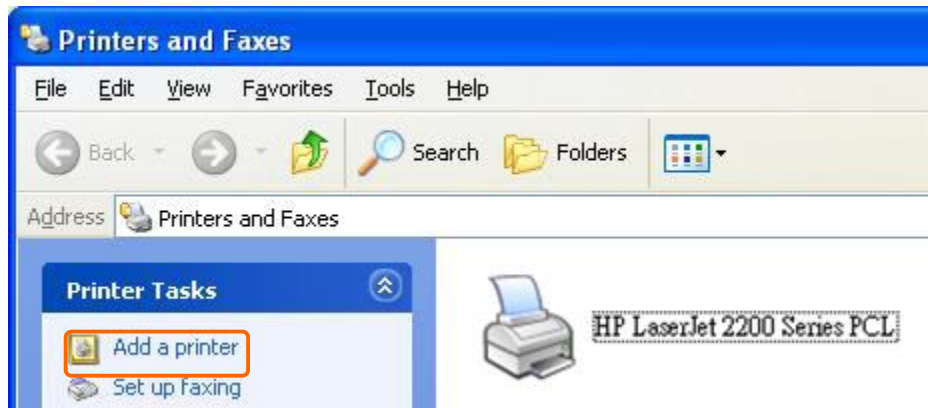 Printers and Faxes
File Edit View Favorites Tools Help
Back Search Folders
Address Printers and Faxes
Printer Tasks
Add a printer
Set up faxing
HP LaserJet 2200 Series PCL